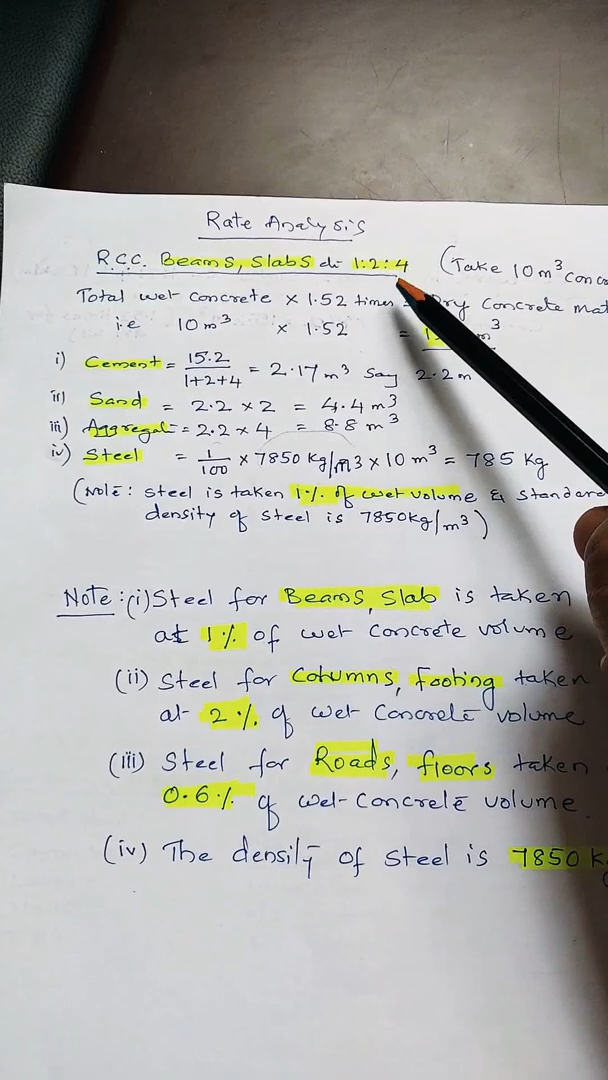 Rate Analysis
R.C.C. Beams, Slabs di 1:2:4 (Take 10m³ conc
Total wet concrete × 1.52 times = Dry concrete mat
i.e 10 m³ × 1.52 = m³
i) Cement = 15.2 / 1+2+4 = 2.17 m³ Say 2.2 m
ii) Sand = 2.2 × 2 = 4.4 m³
iii) Aggregat = 2.2 × 4 = 8.8 m³
iv) Steel = 1/100 × 7850 kg/m3 × 10 m³ = 785 kg
(Note: Steel is taken 1% of wet volume & standard
density of steel is 7850kg/m³)
Note: (i) Steel for Beams, Slab is taken
at 1% of wet concrete volume
(ii) Steel for Columns, Footing taken
at 2% of wet Concrete volume
(iii) Steel for Roads, floors taken
0.6% of wet-concrete volume.
(iv) The density of steel is 7850 k